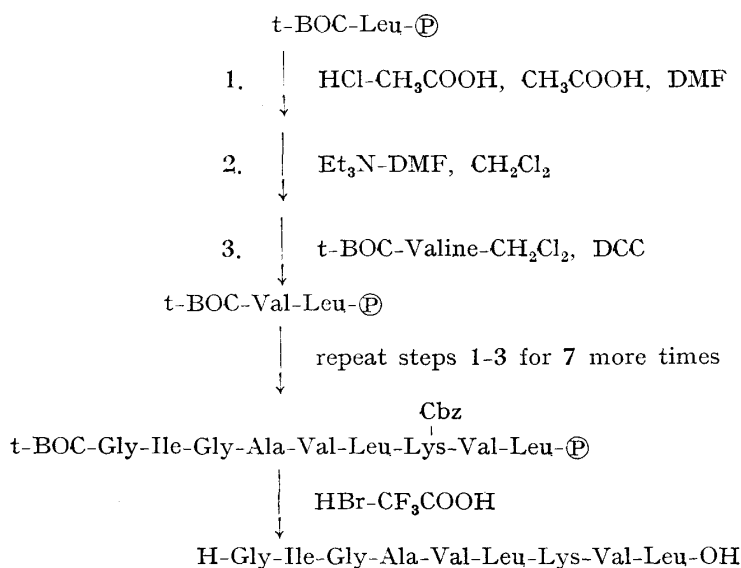 t-BOC-Leu-Ⓟ
1. HCl-CH₃COOH, CH₃COOH, DMF
2. Et₃N-DMF, CH₂Cl₂
3. t-BOC-Valine-CH₂Cl₂, DCC
t-BOC-Val-Leu-Ⓟ
repeat steps 1-3 for 7 more times
Cbz
t-BOC-Gly-Ile-Gly-Ala-Val-Leu-Lys-Val-Leu-Ⓟ
HBr-CF₃COOH
H-Gly-Ile-Gly-Ala-Val-Leu-Lys-Val-Leu-OH